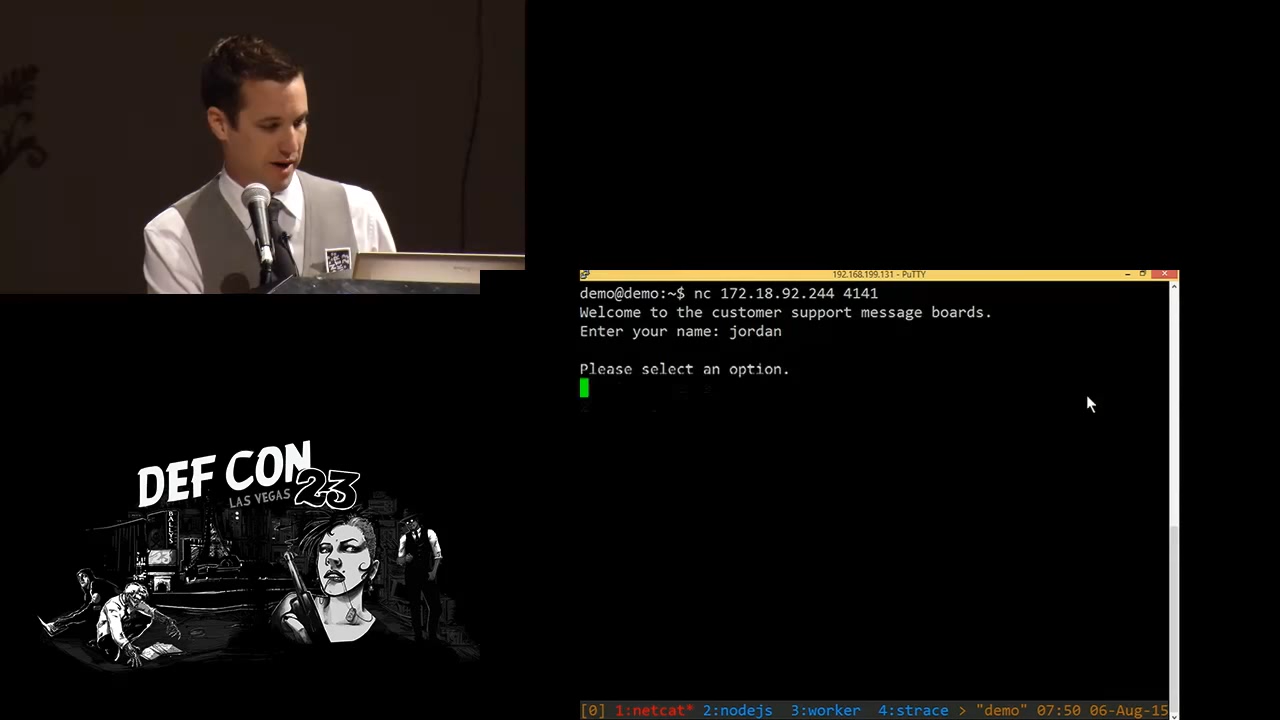 192.168.199.131 - PuTTY
demo@demo:~$ nc 172.18.92.244 4141
Welcome to the customer support message boards.
Enter your name: jordan
Please select an option.
DEF CON
LAS VEGAS 23
BALLYS
23
[0] 1:netcat* 2:nodejs 3:worker 4:strace > "demo" 07:50 06-Aug-15